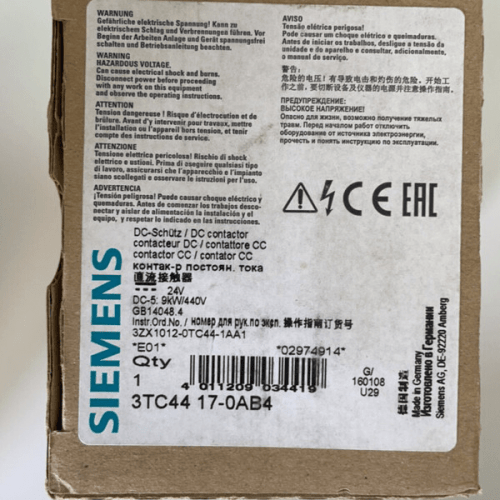 WARNUNG
Gefährliche elektrische Spannung! Kann zu
elektrischem Schlag und Verbrennungen führen. Vor
Beginn der Arbeiten Anlage und Gerät spannungsfrei
schalten und Betriebsanleitung beachten.
WARNING
HAZARDOUS VOLTAGE.
Can cause electrical shock and burns.
Disconnect power before proceeding
with any work on this equipment
and observe the operating instructions.
ATTENTION
Tension dangereuse ! Risque d'électrocution et de
brûlure. Avant d'y intervenir pour travaux, mettre
l'installation ou l'appareil hors tension, et tenir
compte des instructions de service.
ATTENZIONE
Tensione elettrica pericolosa! Rischio di shock
elettrico e ustioni. Prima di eseguire qualsiasi tipo
di lavoro, assicurarsi che l'apparecchio e l'impianto
siano scollegati e osservare le istruzioni per l'uso.
ADVERTENCIA
¡Tensión peligrosa! Puede causar choque eléctrico y
quemaduras. Antes de comenzar los trabajos desco-
nectar y aislar de alimentación la instalación y el
equipo, y respetar lo indicado en las instrucciones.
AVISO
Tensão elétrica perigosa!
Pode causar um choque elétrico e queimaduras.
Antes de iniciar os trabalhos, desligue a tensão da
unidade e do aparelho e consultar, adicionalmente,
as indicações.
警告:
危险的电压!有导致电击和灼伤的危险。开始工
作之前,要切断设备及仪器的电源并注意操作指南。
ПРЕДУПРЕЖДЕНИЕ:
ВЫСОКОЕ НАПРЯЖЕНИЕ!
Опасно для жизни, возможно получение тяжелых
травм. Перед началом работ отключить
оборудование от источника электроэнергии,
прочесть и понять инструкцию по эксплуатации.
CE EAC
DC-Schütz / DC contactor
contacteur DC / contattore CC
contactor CC / contator CC
контак-р постоян. тока
直流接触器
24V
DC-5: 9kW/440V
GB14048.4
Instr.Ord.No./ номер для рук.по эксп. 操作指南订货号
3ZX1012-0TC44-1AA1
*E01* *02974914*
Qty
1
4 011209 034419
3TC44 17-0AB4
G/
160108
U29
SIEMENS
德国制造
Made in Germany
Изготовлено в Германии
Siemens AG, DE-92220 Amberg